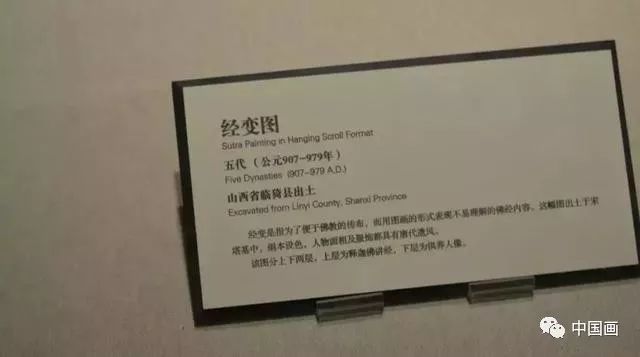 经变图
Sutra Painting in Hanging Scroll Format
五代（公元907-979年）
Five Dynasties (907-979 A.D.)
山西省临猗县出土
Excavated from Linyi County, Shanxi Province
经变是指为了便于佛教的传布，而用图画的形式表现不易理解的佛经内容。这幅图出土于宋
塔基中，绢本设色，人物面相及服饰都具有唐代遗风。
该图分上下两层，上层为释迦佛讲经，下层为供养人像。
中国画